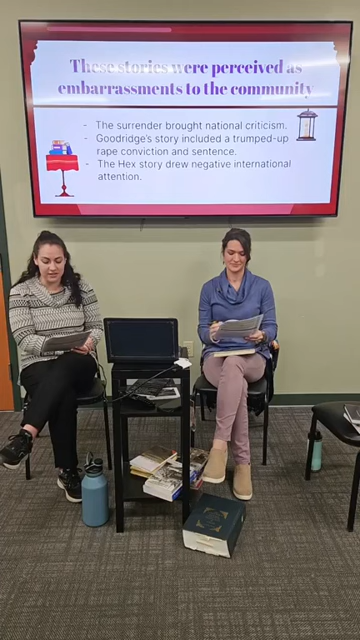 These stories were perceived as
embarrassments to the community
- The surrender brought national criticism.
- Goodridge's story included a trumped-up
rape conviction and sentence.
- The Hex story drew negative international
attention.